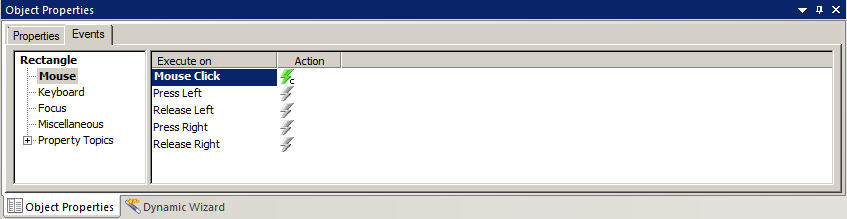 Object Properties
Properties
Events
Rectangle
Mouse
Keyboard
Focus
Miscellaneous
Property Topics
Execute on Action
Mouse Click C
Press Left
Release Left
Press Right
Release Right
Object Properties
Dynamic Wizard